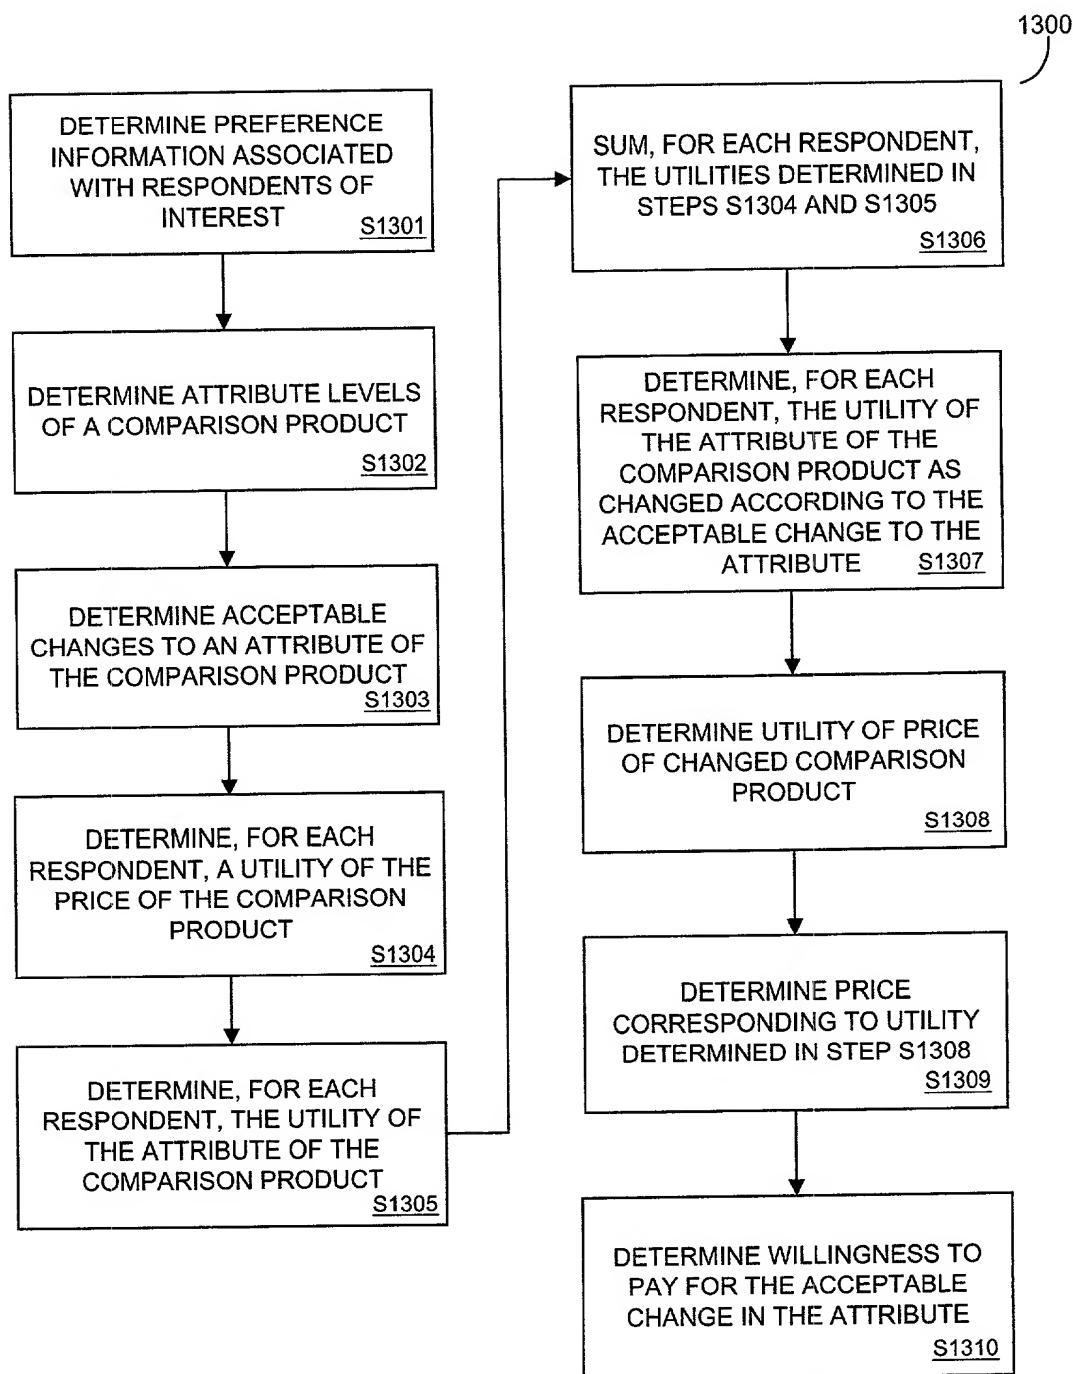 1300
DETERMINE PREFERENCE
INFORMATION ASSOCIATED
WITH RESPONDENTS OF
INTEREST
S1301
DETERMINE ATTRIBUTE LEVELS
OF A COMPARISON PRODUCT
S1302
DETERMINE ACCEPTABLE
CHANGES TO AN ATTRIBUTE OF
THE COMPARISON PRODUCT
S1303
DETERMINE, FOR EACH
RESPONDENT, A UTILITY OF THE
PRICE OF THE COMPARISON
PRODUCT
S1304
DETERMINE, FOR EACH
RESPONDENT, THE UTILITY OF
THE ATTRIBUTE OF THE
COMPARISON PRODUCT
S1305
SUM, FOR EACH RESPONDENT,
THE UTILITIES DETERMINED IN
STEPS S1304 AND S1305
S1306
DETERMINE, FOR EACH
RESPONDENT, THE UTILITY OF
THE ATTRIBUTE OF THE
COMPARISON PRODUCT AS
CHANGED ACCORDING TO THE
ACCEPTABLE CHANGE TO THE
ATTRIBUTE S1307
DETERMINE UTILITY OF PRICE
OF CHANGED COMPARISON
PRODUCT
S1308
DETERMINE PRICE
CORRESPONDING TO UTILITY
DETERMINED IN STEP S1308
S1309
DETERMINE WILLINGNESS TO
PAY FOR THE ACCEPTABLE
CHANGE IN THE ATTRIBUTE
S1310